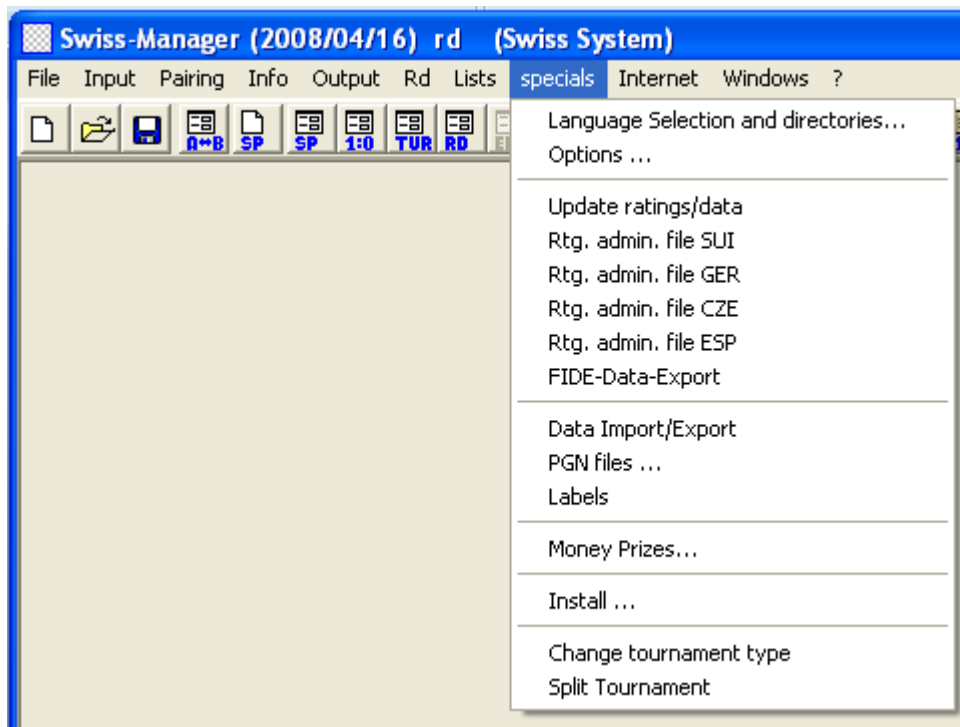 Swiss-Manager (2008/04/16) rd (Swiss System)
File Input Pairing Info Output Rd Lists specials Internet Windows ?
A⇔B SP SP 1:0 TUR RD
Language Selection and directories...
Options ...
Update ratings/data
Rtg. admin. file SUI
Rtg. admin. file GER
Rtg. admin. file CZE
Rtg. admin. file ESP
FIDE-Data-Export
Data Import/Export
PGN files ...
Labels
Money Prizes...
Install ...
Change tournament type
Split Tournament